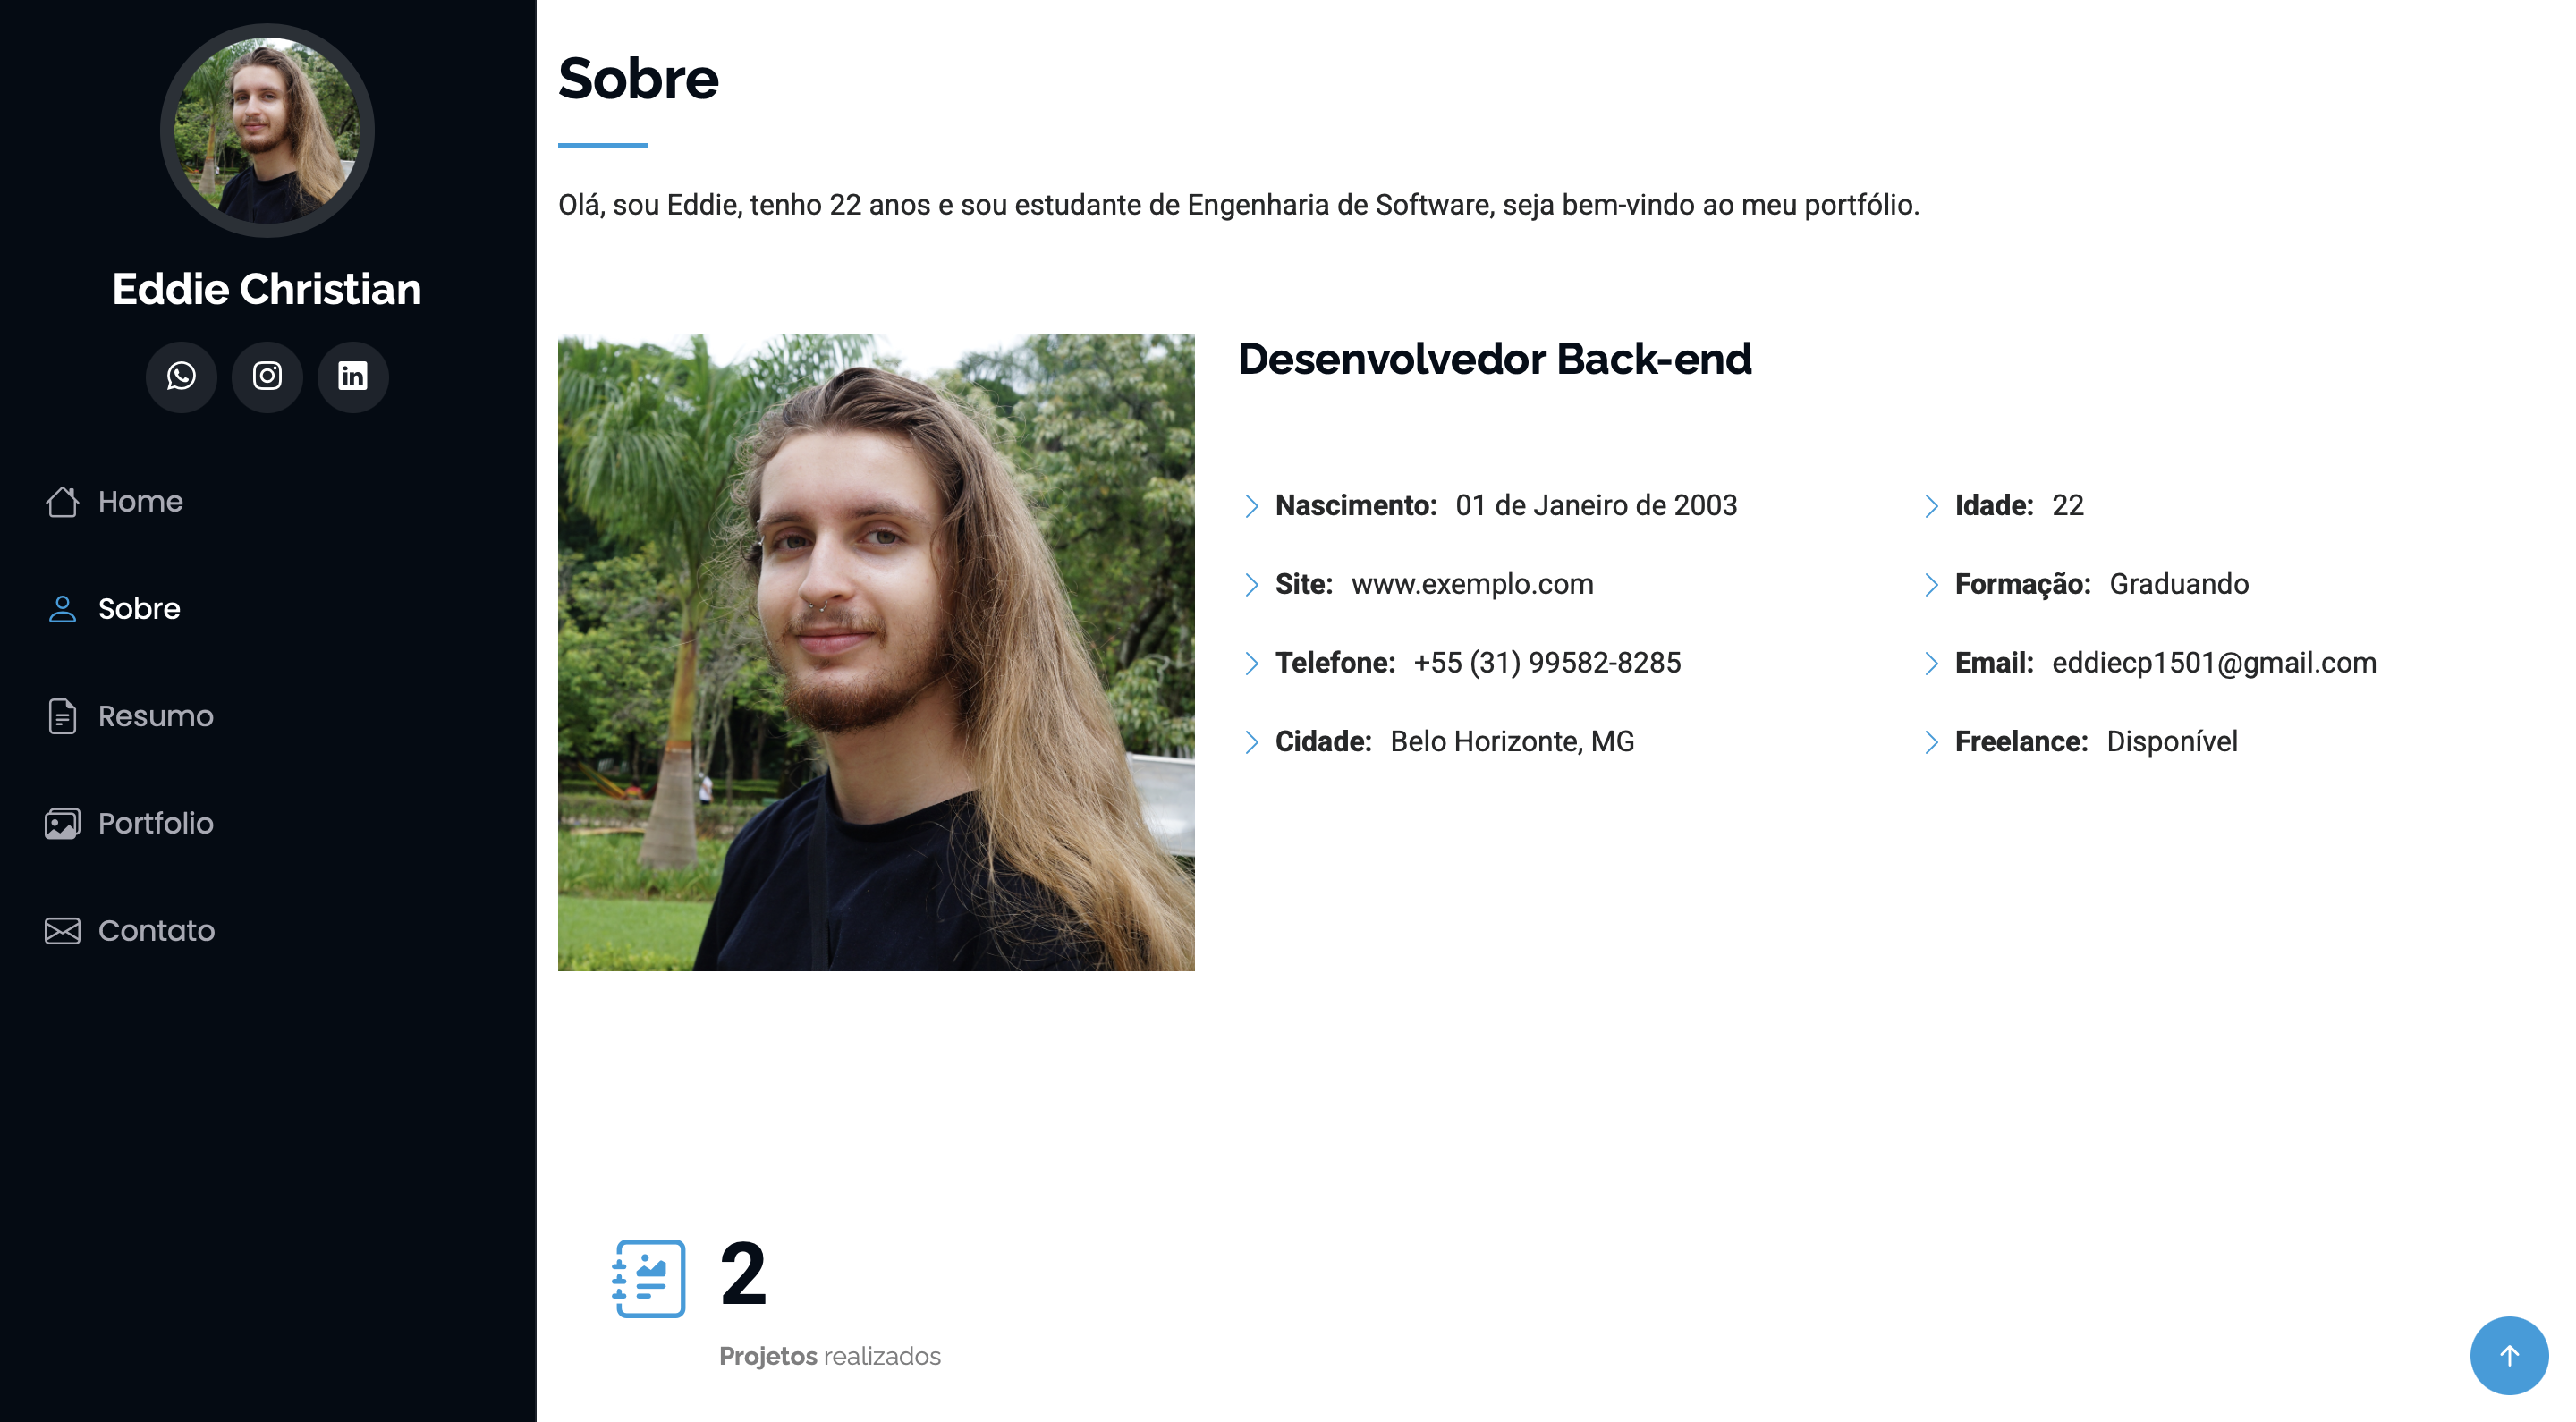 Eddie Christian
Home
Sobre
Resumo
Portfolio
Contato
Sobre
Olá, sou Eddie, tenho 22 anos e sou estudante de Engenharia de Software, seja bem-vindo ao meu portfólio.
Desenvolvedor Back-end
Nascimento: 01 de Janeiro de 2003
Site: www.exemplo.com
Telefone: +55 (31) 99582-8285
Cidade: Belo Horizonte, MG
Idade: 22
Formação: Graduando
Email: eddiecp1501@gmail.com
Freelance: Disponível
2
Projetos realizados